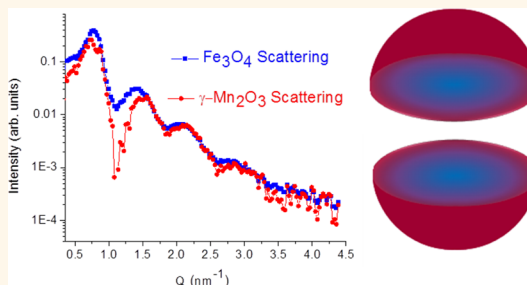 Intensity (arb. units)
0.1
0.01
1E-3
1E-4
Fe₃O₄ Scattering
γ-Mn₂O₃ Scattering
0.5 1.0 1.5 2.0 2.5 3.0 3.5 4.0 4.5
Q (nm⁻¹)